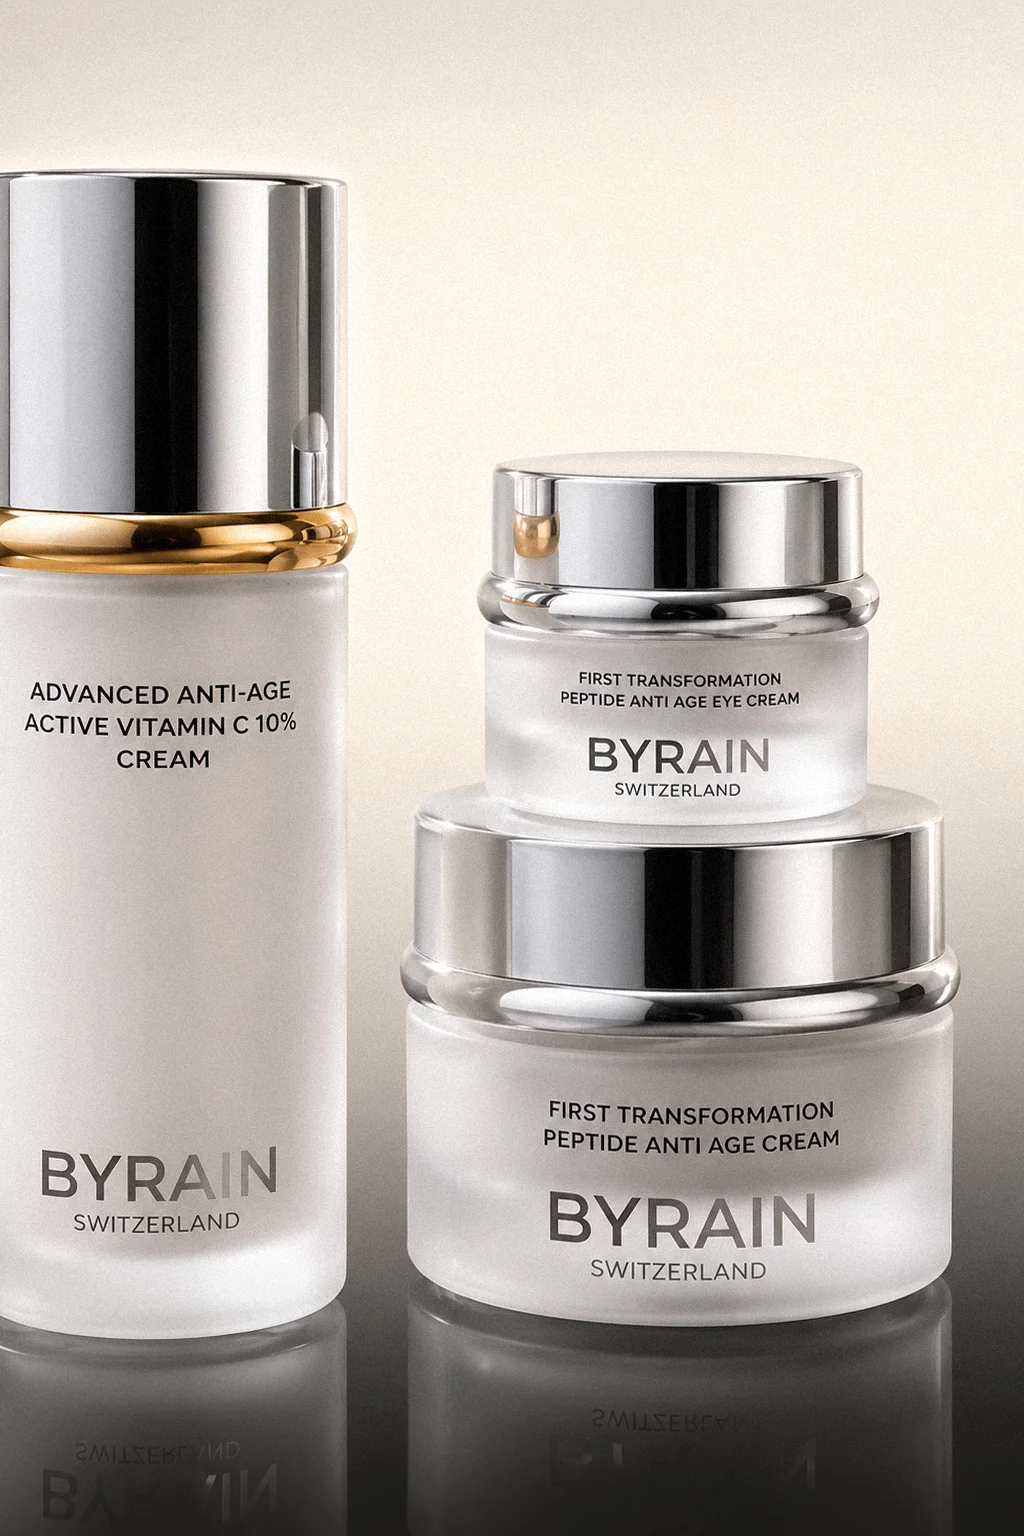 ADVANCED ANTI-AGE
ACTIVE VITAMIN C 10%
CREAM
BYRAIN
SWITZERLAND
FIRST TRANSFORMATION
PEPTIDE ANTI AGE EYE CREAM
BYRAIN
SWITZERLAND
FIRST TRANSFORMATION
PEPTIDE ANTI AGE CREAM
BYRAIN
SWITZERLAND